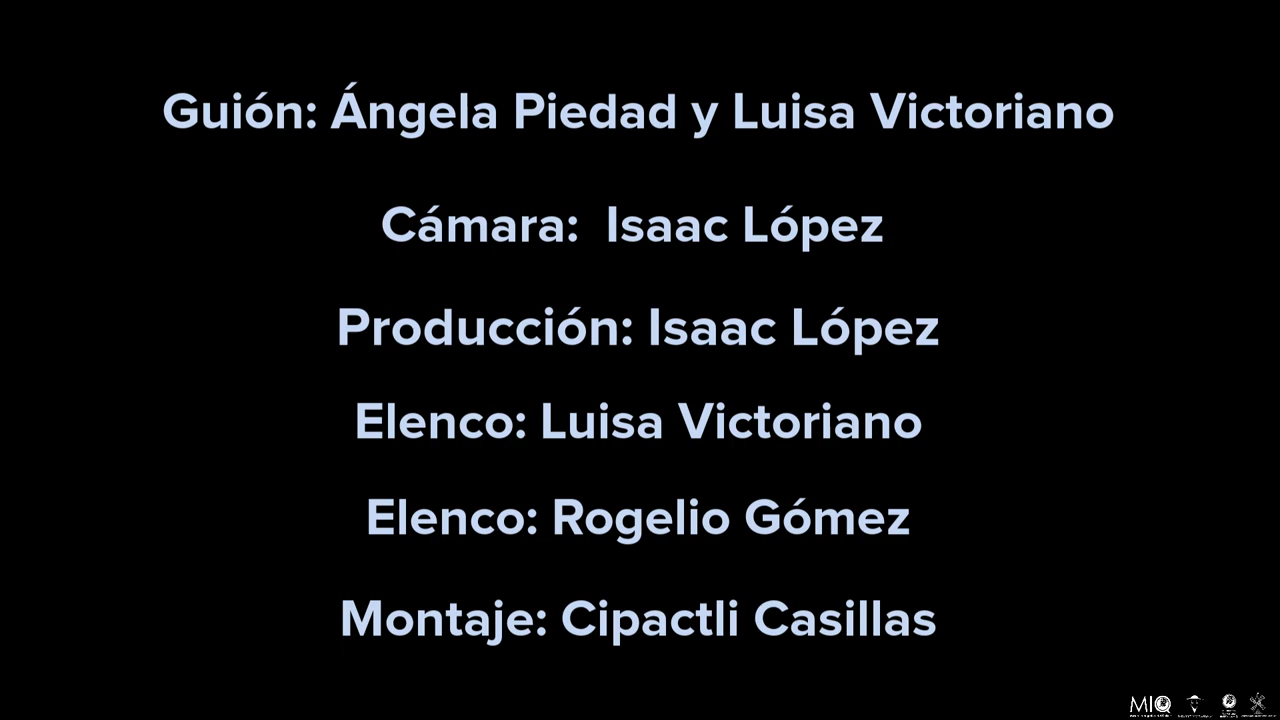 Guión: Ángela Piedad y Luisa Victoriano
Cámara:  Isaac López
Producción: Isaac López
Elenco: Luisa Victoriano
Elenco: Rogelio Gómez
Montaje: Cipactli Casillas
MIQ